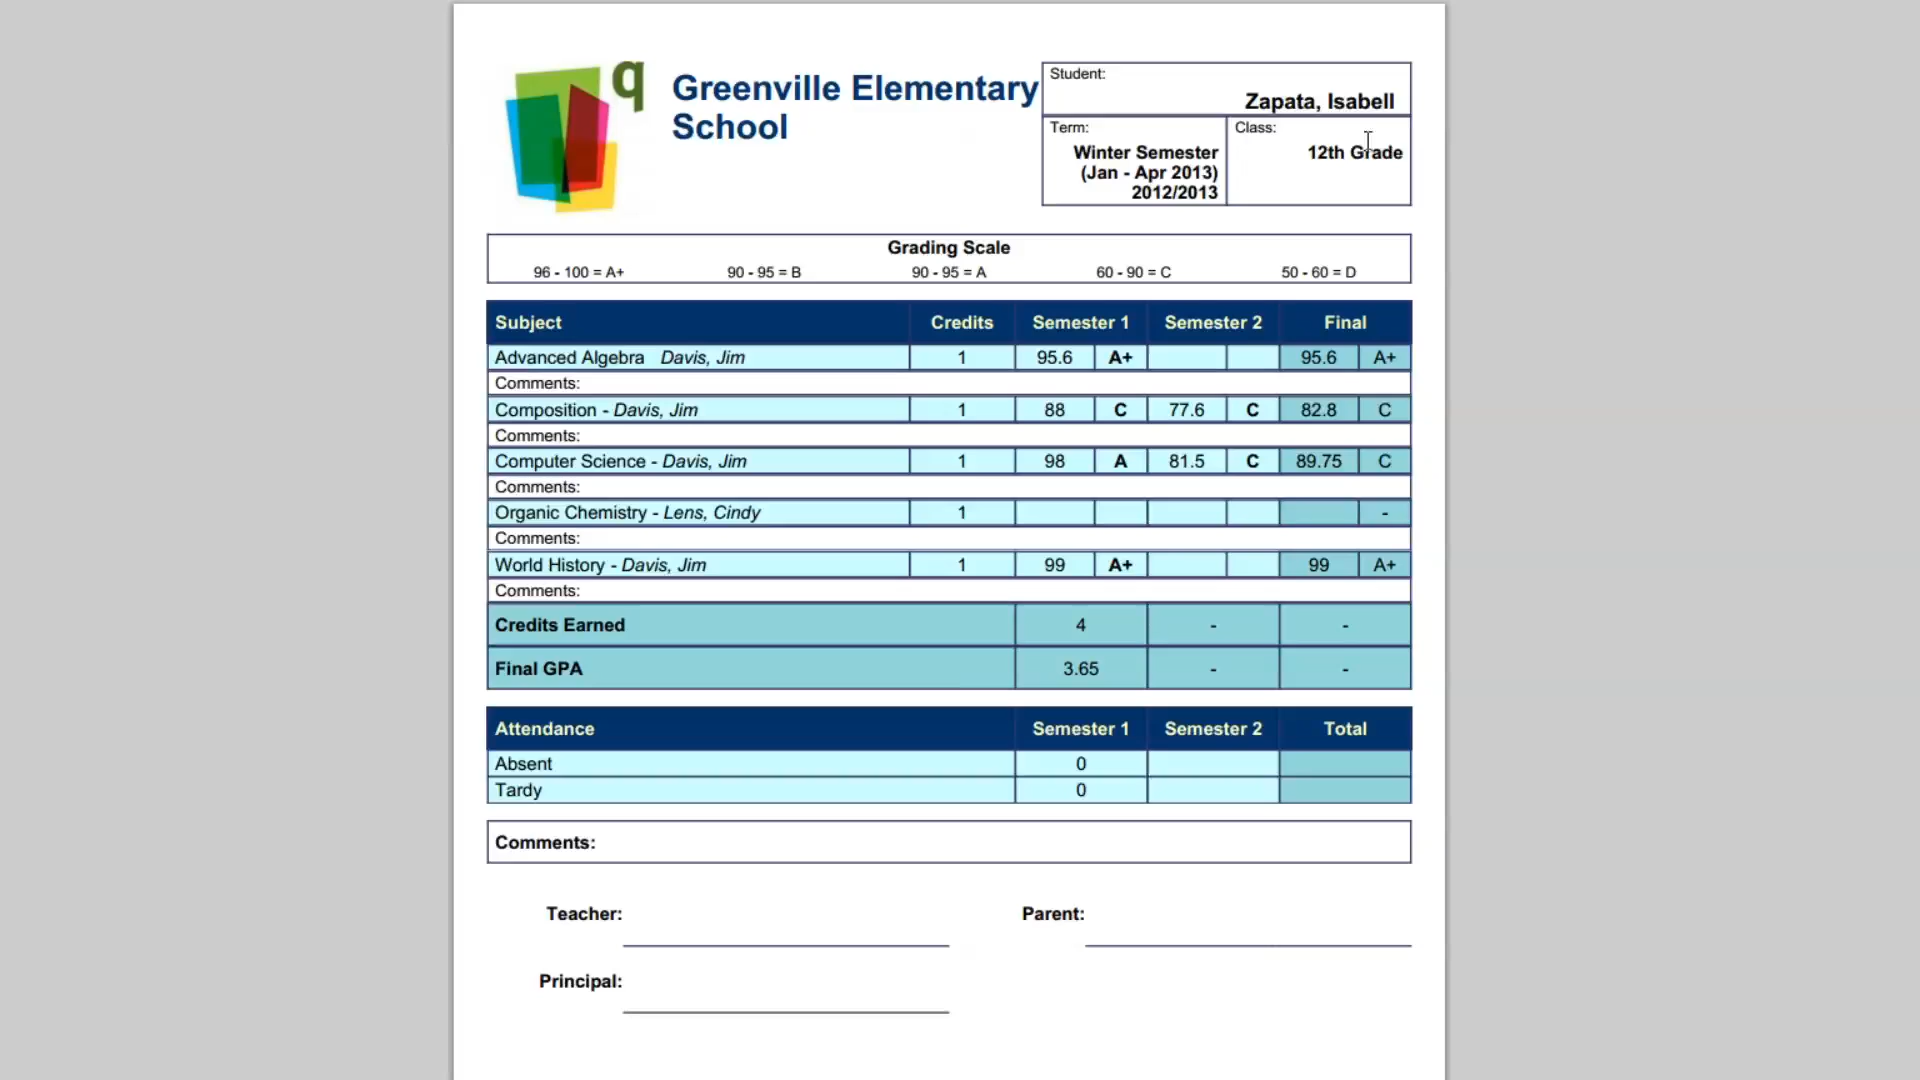 q
Greenville Elementary
School
Student:
Zapata, Isabell
Term:
Winter Semester
(Jan - Apr 2013)
2012/2013
Class:
12th Grade
Grading Scale
96 - 100 = A+ 90 - 95 = B 90 - 95 = A 60 - 90 = C 50 - 60 = D
Subject Credits Semester 1 Semester 2 Final
Advanced Algebra Davis, Jim 1 95.6 A+ 95.6 A+
Comments:
Composition - Davis, Jim 1 88 C 77.6 C 82.8 C
Comments:
Computer Science - Davis, Jim 1 98 A 81.5 C 89.75 C
Comments:
Organic Chemistry - Lens, Cindy 1 -
Comments:
World History - Davis, Jim 1 99 A+ 99 A+
Comments:
Credits Earned 4 - -
Final GPA 3.65 - -
Attendance Semester 1 Semester 2 Total
Absent 0
Tardy 0
Comments:
Teacher: Parent:
Principal: